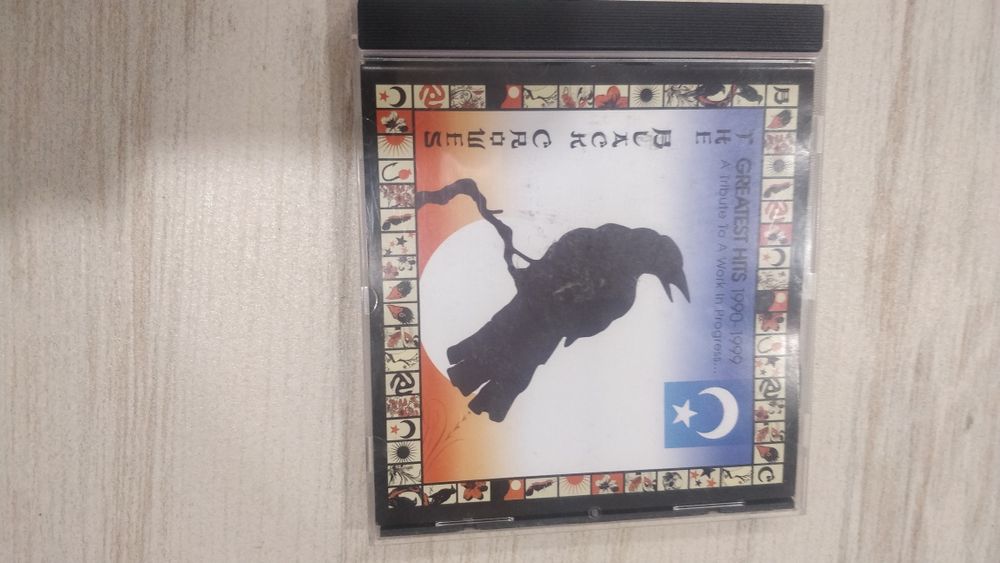 GREATEST HITS 1990-1999
A Tribute To A Work In Progress...
THE BLACK CROWES
B
C